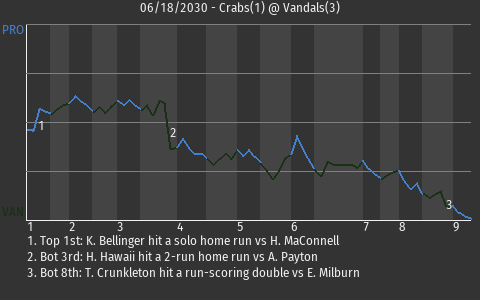 06/18/2030 - Crabs(1) @ Vandals(3)
PRO
1
2
3
VAN
1 2 3 4 5 6 7 8 9
1. Top 1st: K. Bellinger hit a solo home run vs H. MaConnell
2. Bot 3rd: H. Hawaii hit a 2-run home run vs A. Payton
3. Bot 8th: T. Crunkleton hit a run-scoring double vs E. Milburn